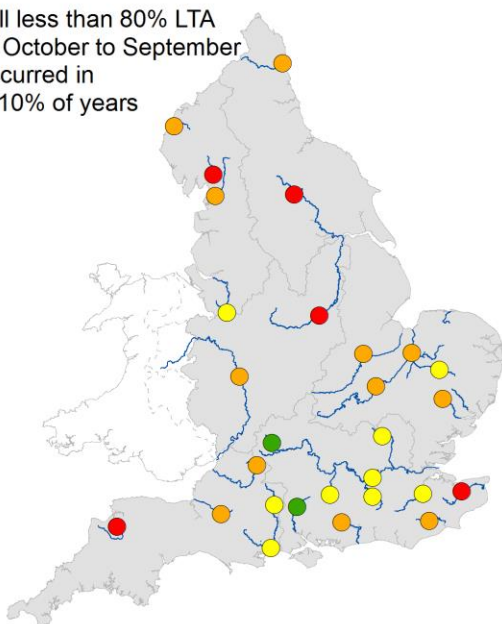 ll less than 80% LTA
October to September
curred in
10% of years